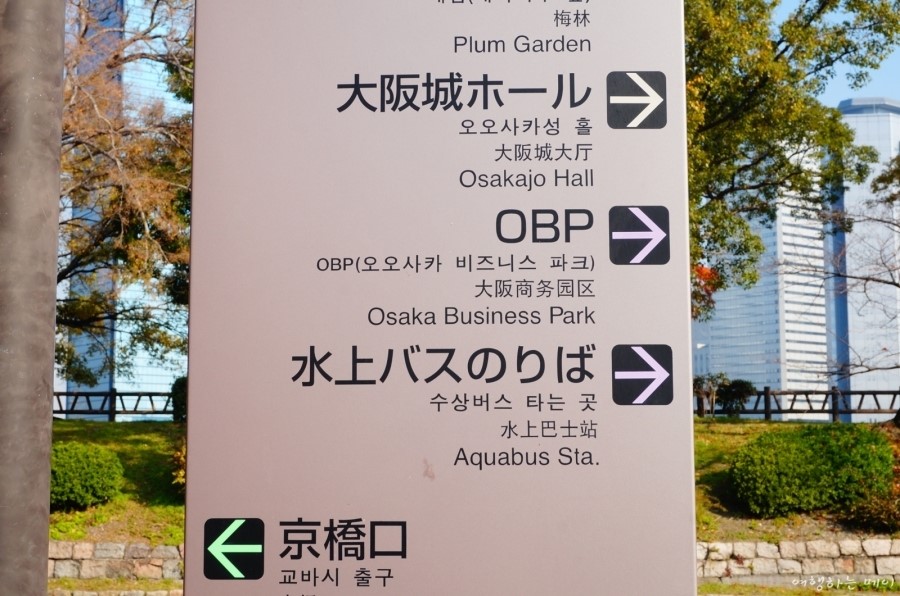 梅林
Plum Garden
大阪城ホール
오오사카성 홀
大阪城大厅
Osakajo Hall
OBP
OBP(오오사카 비즈니스 파크)
大阪商务园区
Osaka Business Park
水上バスのりば
수상버스 타는 곳
水上巴士站
Aquabus Sta.
京橋口
교바시 출구
여행하는 메이